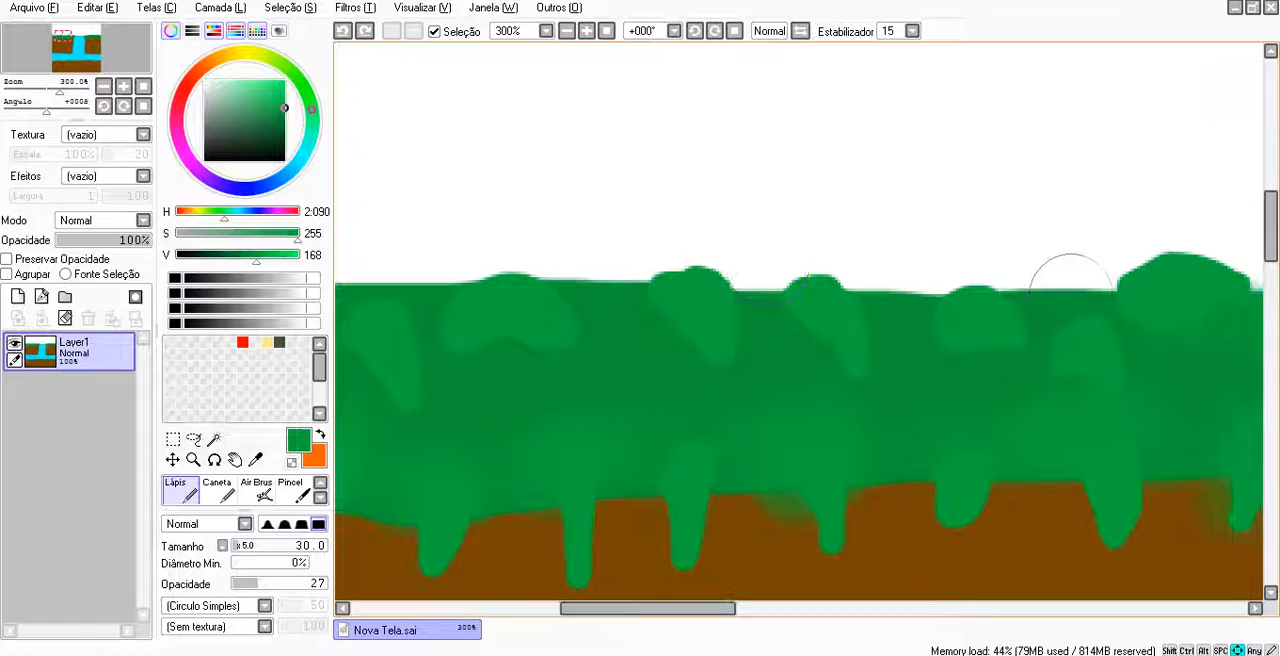 Arquivo (F) Editar (E) Telas (C) Camada (L) Seleção (S) Filtros (T) Visualizar (V) Janela (W) Outros (O)
Seleção 300% +000° Normal Estabilizador 15
Zoom 300.0%
Angulo +000å
Textura (vazio)
Escala 100% 20
Efeitos (vazio)
Largura 1 100
Modo Normal
Opacidade 100%
Preservar Opacidade
Agrupar Fonte Seleção
Layer1
Normal
100%
H 2:090
S 255
V 168
Lápis Caneta Air Brus Pincel
Normal
Tamanho x 5.0 30.0
Diâmetro Min. 0%
Opacidade 27
(Circulo Simples) 50
(Sem textura) 100
Nova Tela.sai 300%
Memory load: 44% (79MB used / 814MB reserved) Shift Ctrl Alt SPC Any